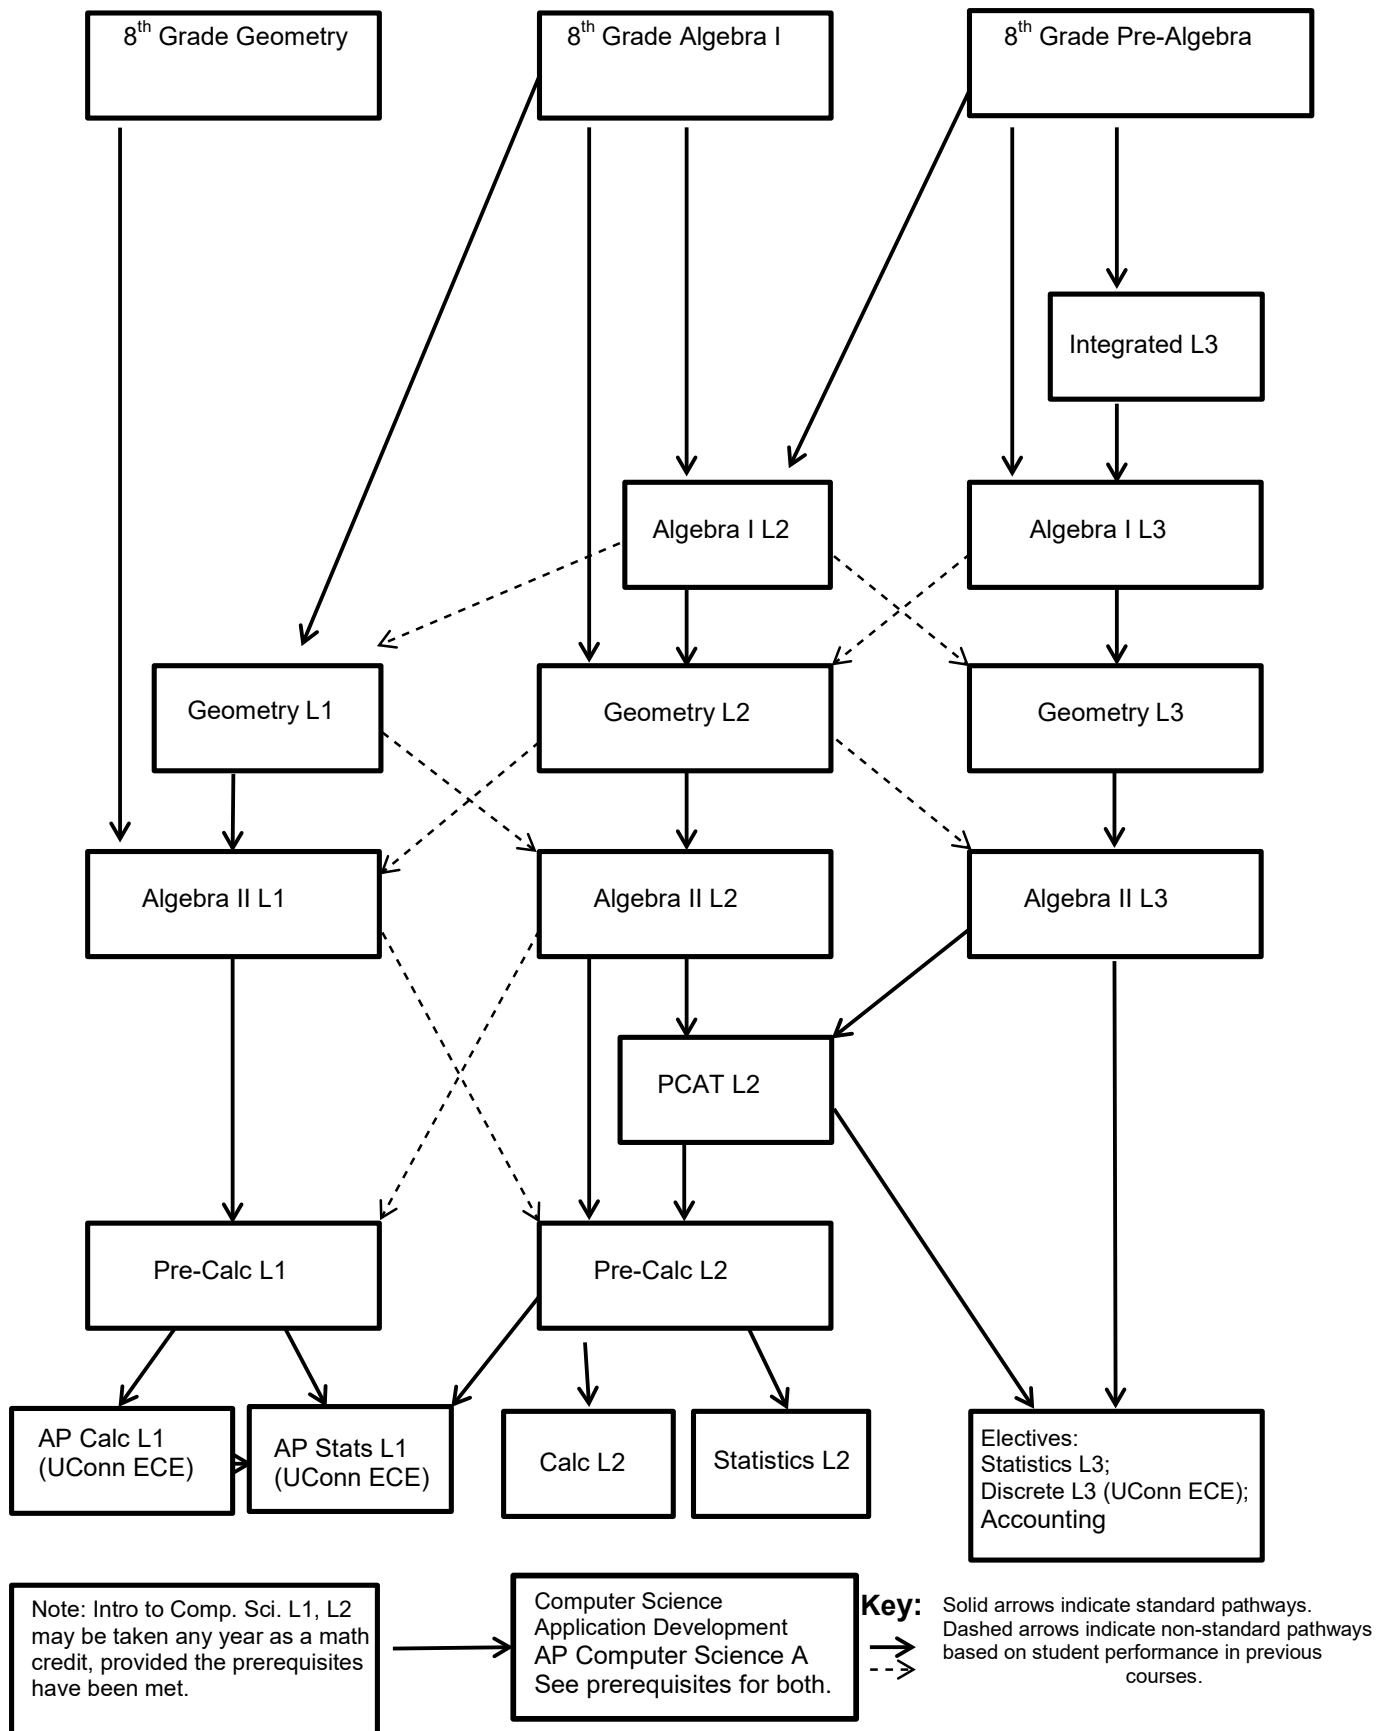 8th Grade Geometry
8th Grade Algebra I
8th Grade Pre-Algebra
Integrated L3
Algebra I L2
Algebra I L3
Geometry L1
Geometry L2
Geometry L3
Algebra II L1
Algebra II L2
Algebra II L3
PCAT L2
Pre-Calc L1
Pre-Calc L2
AP Calc L1
(UConn ECE)
AP Stats L1
(UConn ECE)
Calc L2
Statistics L2
Electives:
Statistics L3;
Discrete L3 (UConn ECE);
Accounting
Note: Intro to Comp. Sci. L1, L2
may be taken any year as a math
credit, provided the prerequisites
have been met.
Computer Science
Application Development
AP Computer Science A
See prerequisites for both.
Key:
Solid arrows indicate standard pathways.
Dashed arrows indicate non-standard pathways
based on student performance in previous
courses.